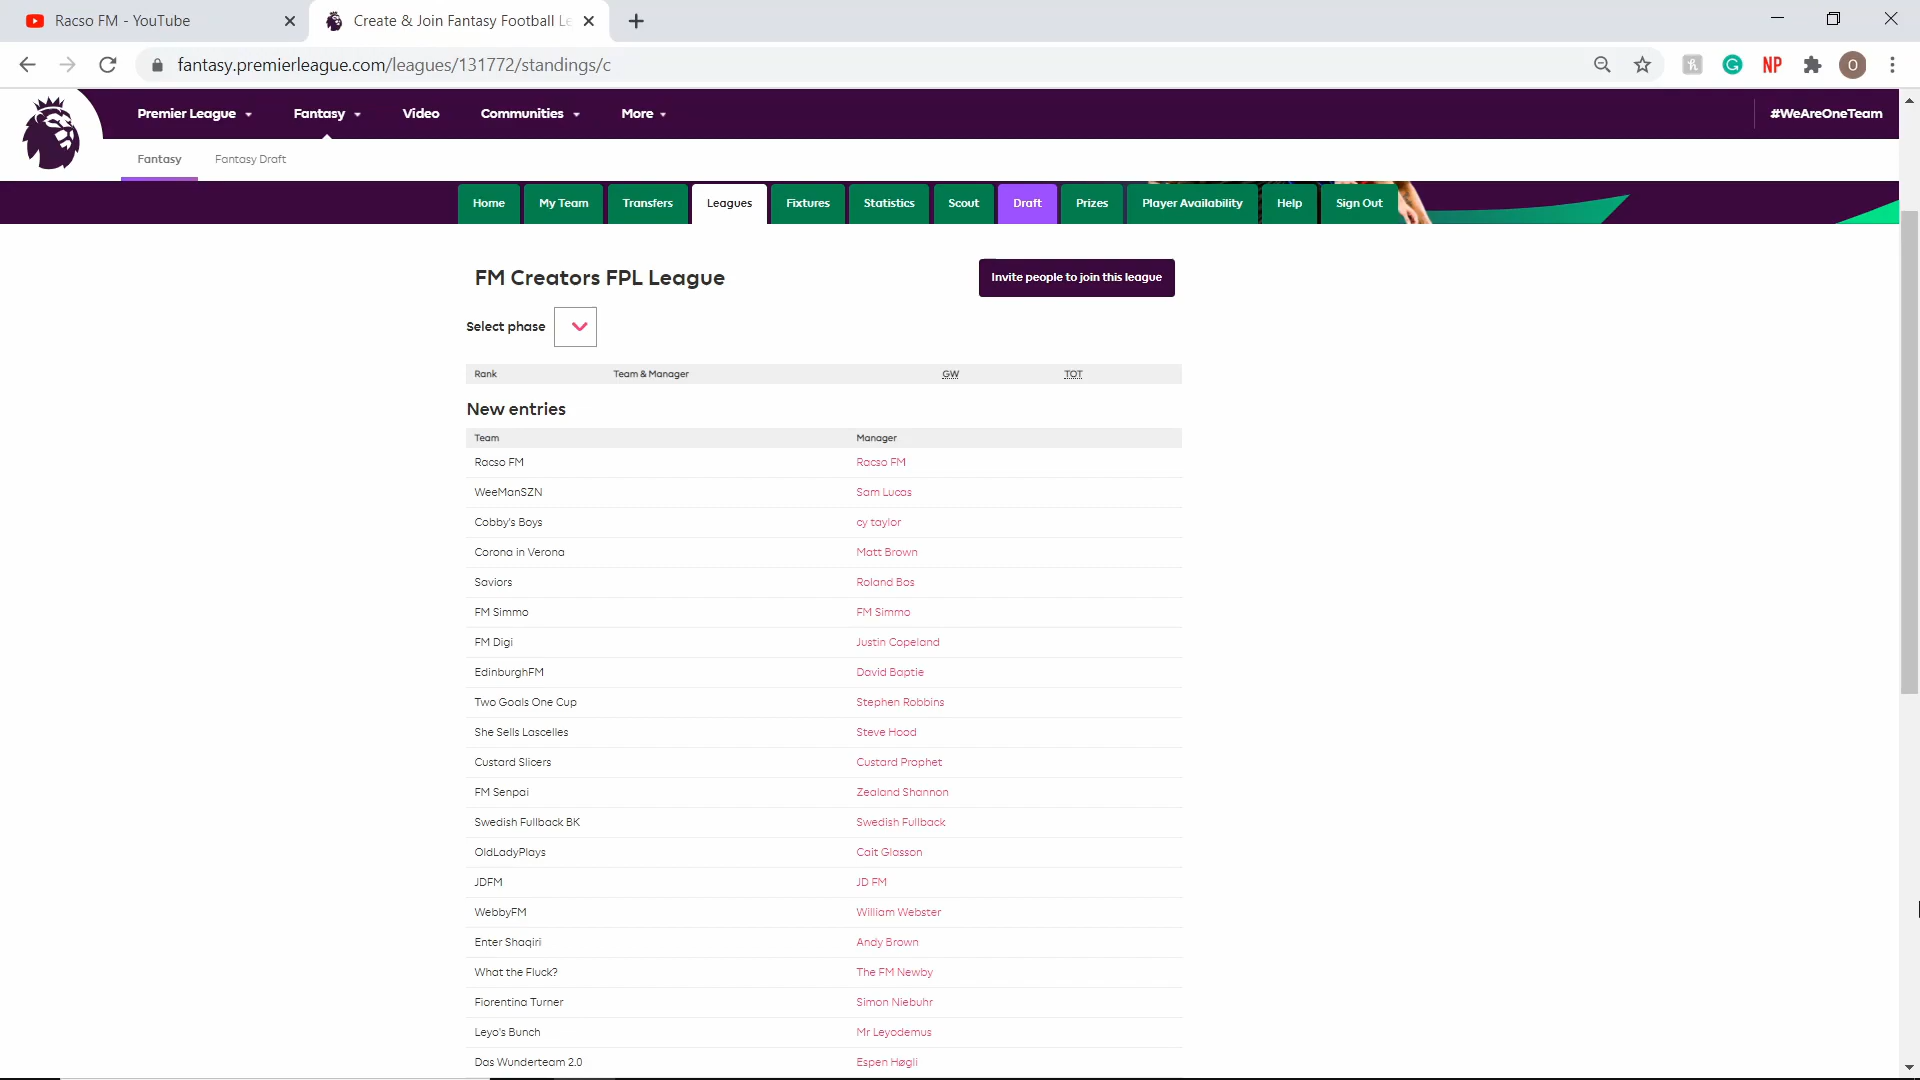 Racso FM - YouTube
Create & Join Fantasy Football Le
fantasy.premierleague.com/leagues/131772/standings/c
NP
O
Premier League
Fantasy
Video
Communities
More
#WeAreOneTeam
Fantasy
Fantasy Draft
Home
My Team
Transfers
Leagues
Fixtures
Statistics
Scout
Draft
Prizes
Player Availability
Help
Sign Out
FM Creators FPL League
Invite people to join this league
Select phase
Rank Team & Manager GW TOT
New entries
Team Manager
Racso FM Racso FM
WeeManSZN Sam Lucas
Cobby's Boys cy taylor
Corona in Verona Matt Brown
Saviors Roland Bos
FM Simmo FM Simmo
FM Digi Justin Copeland
EdinburghFM David Baptie
Two Goals One Cup Stephen Robbins
She Sells Lascelles Steve Hood
Custard Slicers Custard Prophet
FM Senpai Zealand Shannon
Swedish Fullback BK Swedish Fullback
OldLadyPlays Cait Glasson
JDFM JD FM
WebbyFM William Webster
Enter Shaqiri Andy Brown
What the Fluck? The FM Newby
Fiorentina Turner Simon Niebuhr
Leyo's Bunch Mr Leyodemus
Das Wunderteam 2.0 Espen Høgli